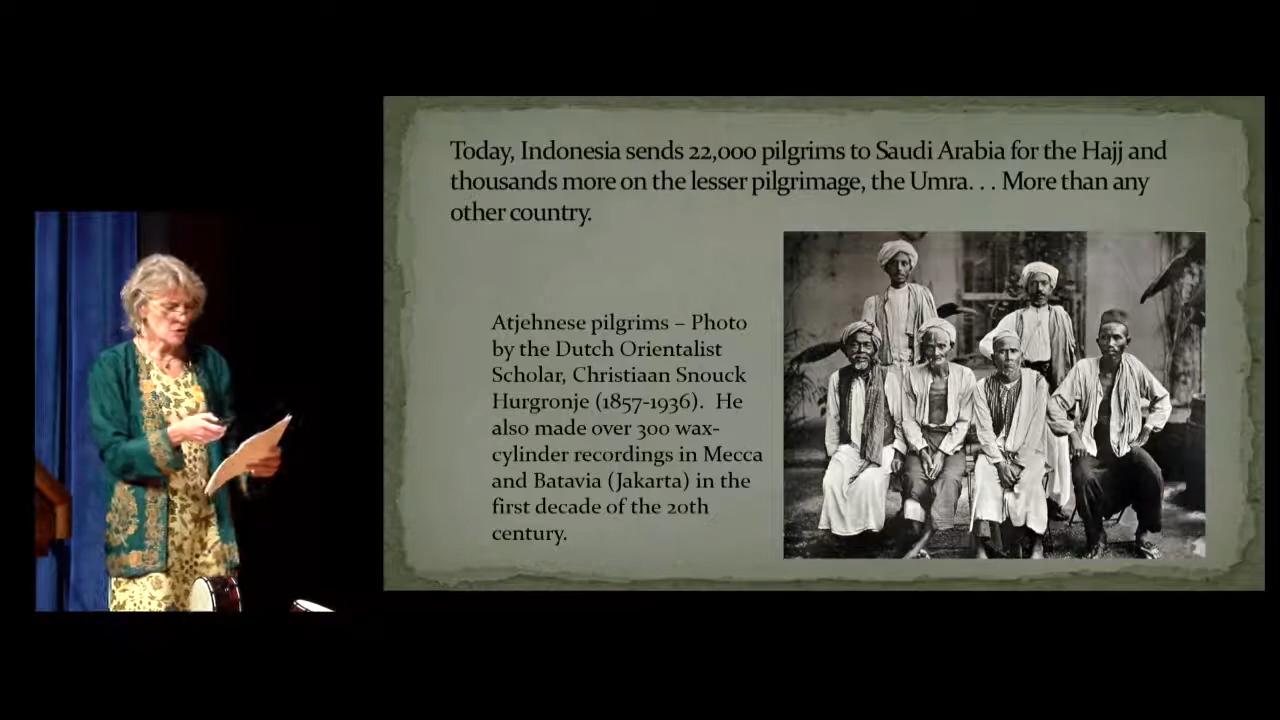 Today, Indonesia sends 22,000 pilgrims to Saudi Arabia for the Hajj and
thousands more on the lesser pilgrimage, the Umra. . . More than any
other country.
Atjehnese pilgrims – Photo
by the Dutch Orientalist
Scholar, Christiaan Snouck
Hurgronje (1857-1936).  He
also made over 300 wax-
cylinder recordings in Mecca
and Batavia (Jakarta) in the
first decade of the 20th
century.